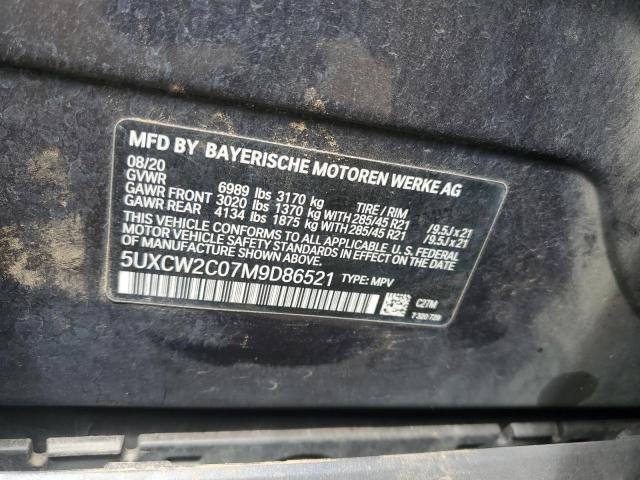 MFD BY BAYERISCHE MOTOREN WERKE AG
08/20
GVWR 6989 lbs 3170 kg TIRE / RIM
GAWR FRONT 3020 lbs 1370 kg WITH 285/45 R21 /9.5J x 21
GAWR REAR 4134 lbs 1875 kg WITH 285/45 R21 /9.5J x 21
THIS VEHICLE CONFORMS TO ALL APPLICABLE U.S. FEDERAL
MOTOR VEHICLE SAFETY STANDARDS IN EFFECT ON THE DATE
OF MANUFACTURE SHOWN ABOVE.
5UXCW2C07M9D86521 TYPE: MPV
C27M
7 320 729